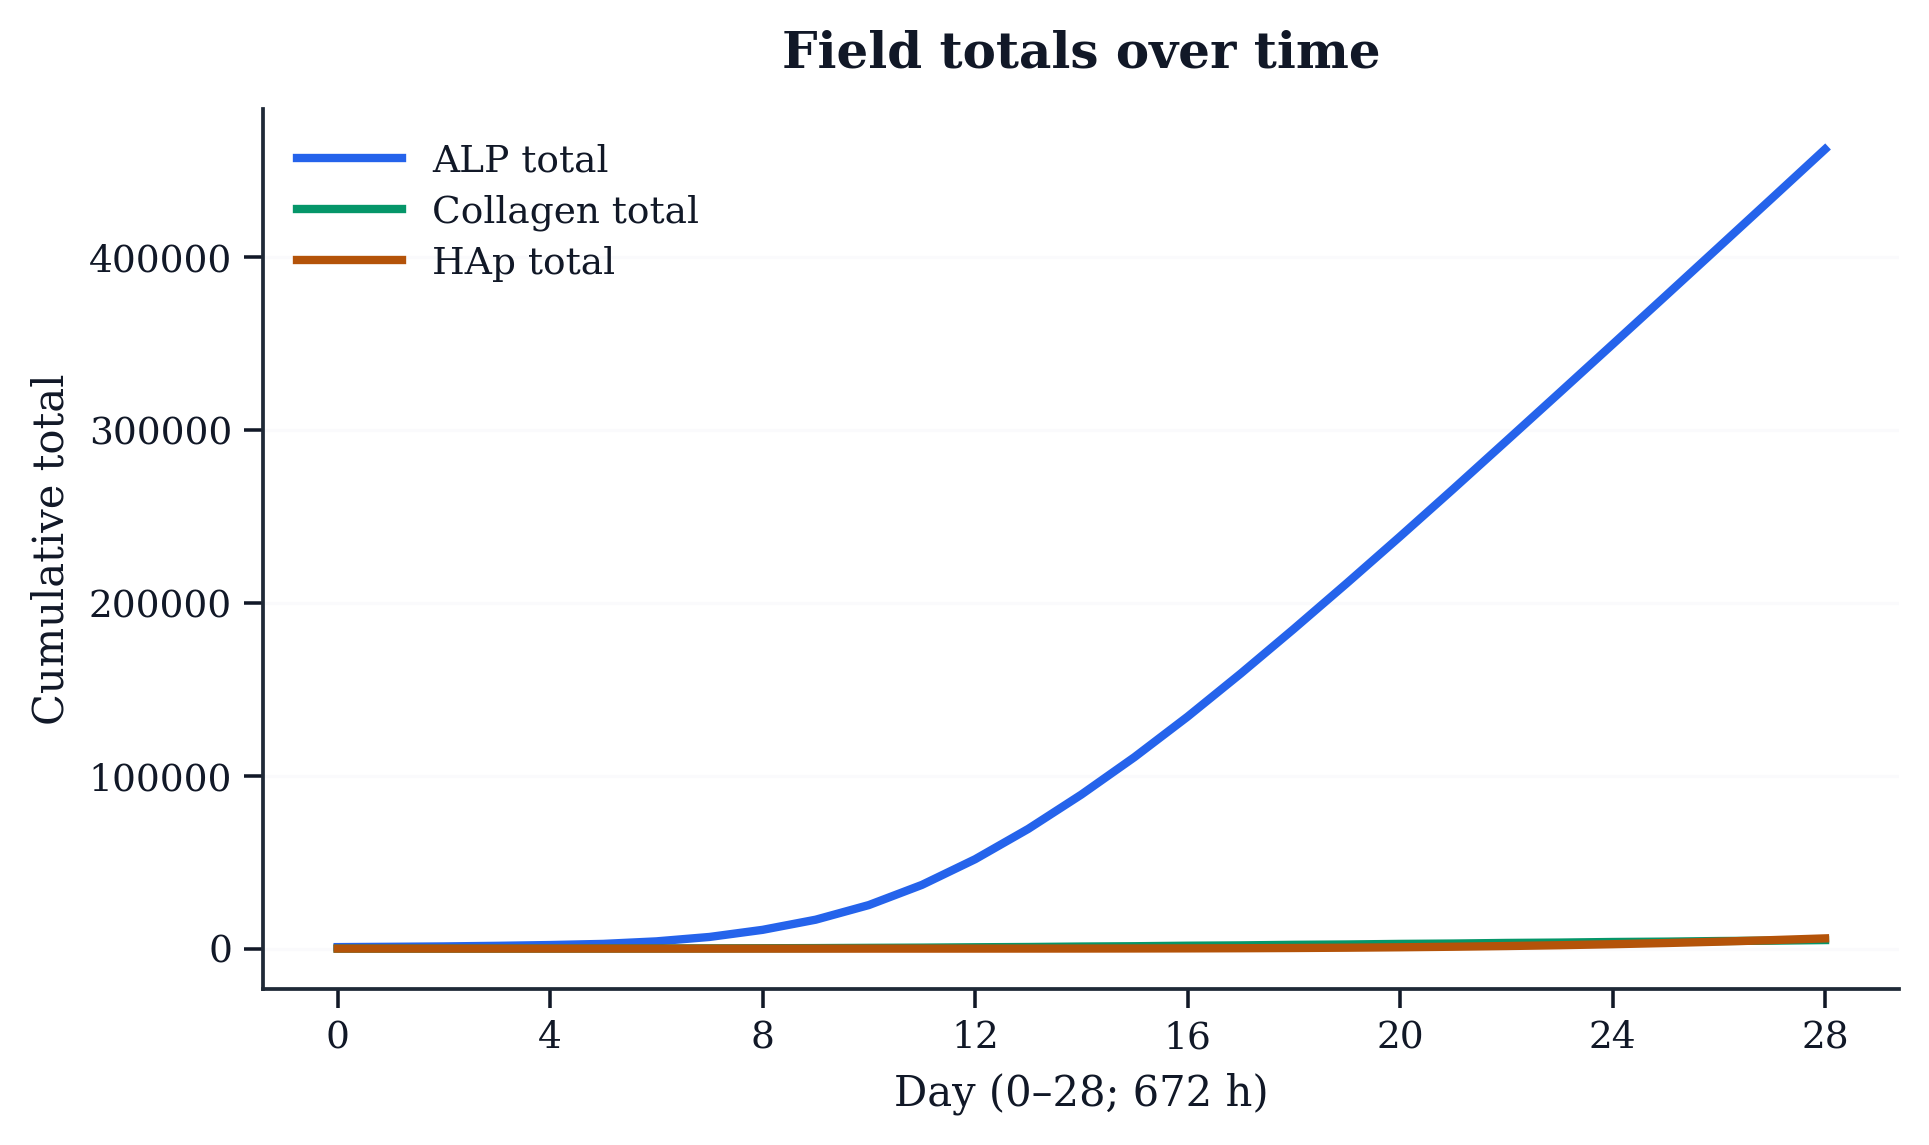 Field totals over time
ALP total
Collagen total
HAp total
Cumulative total
400000
300000
200000
100000
0
0 4 8 12 16 20 24 28
Day (0–28; 672 h)